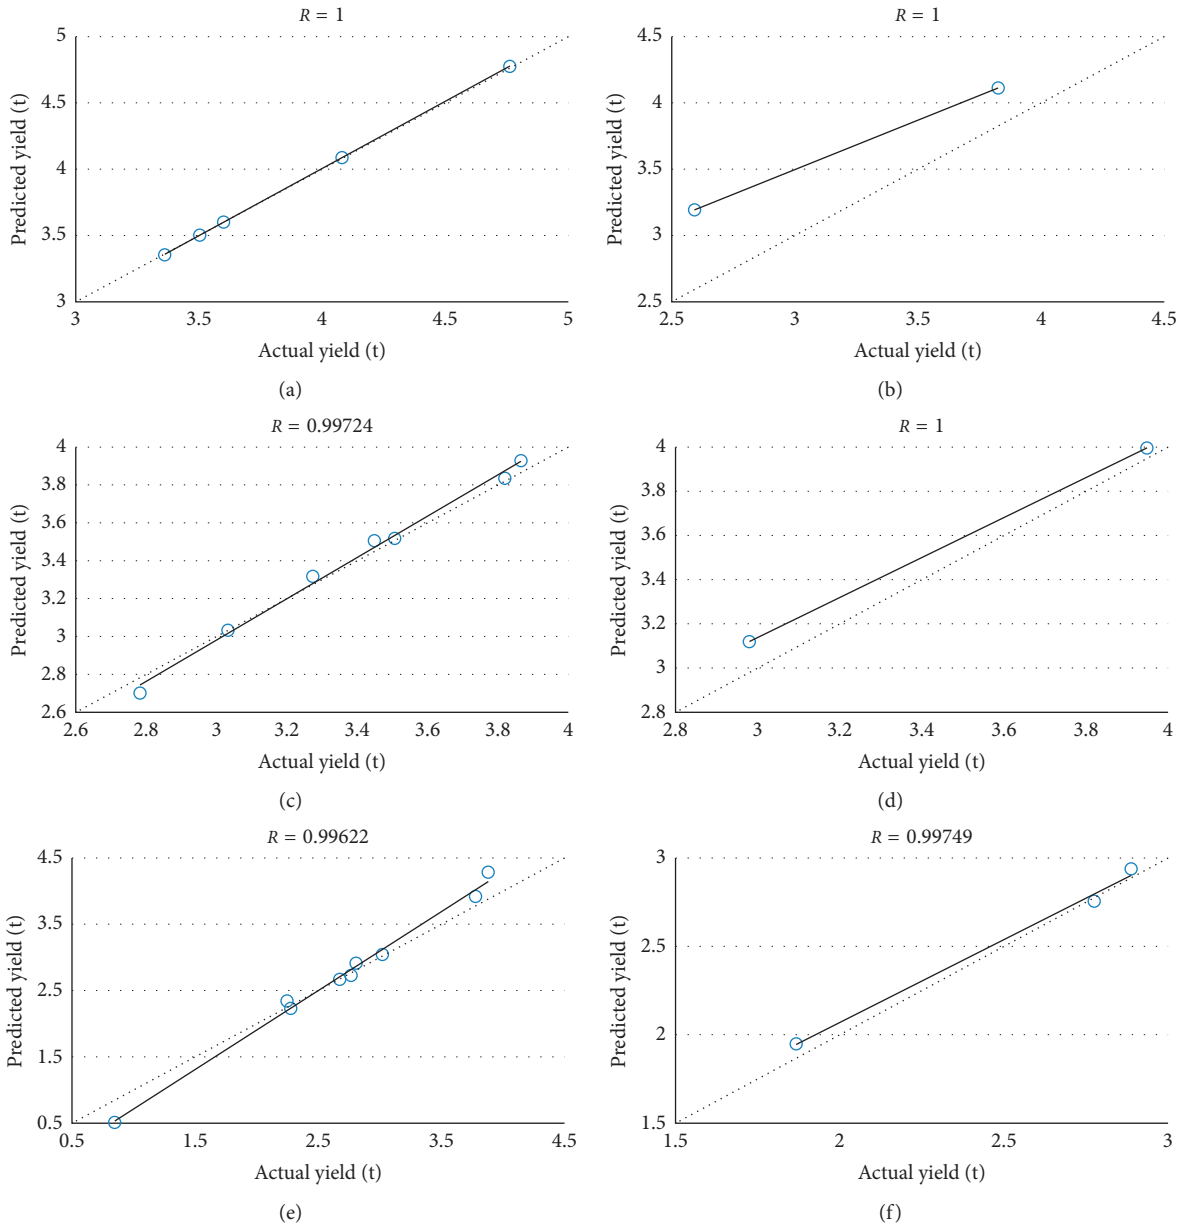 R = 1
5
4.5
4
3.5
3
3
3.5
4
4.5
5
Predicted yield (t)
Actual yield (t)
(a)
R = 1
4.5
4
3.5
3
2.5
2.5
3
3.5
4
4.5
Predicted yield (t)
Actual yield (t)
(b)
R = 0.99724
4
3.8
3.6
3.4
3.2
3
2.8
2.6
2.6
2.8
3
3.2
3.4
3.6
3.8
4
Predicted yield (t)
Actual yield (t)
(c)
R = 1
4
3.8
3.6
3.4
3.2
3
2.8
2.8
3
3.2
3.4
3.6
3.8
4
Predicted yield (t)
Actual yield (t)
(d)
R = 0.99622
4.5
3.5
2.5
1.5
0.5
0.5
1.5
2.5
3.5
4.5
Predicted yield (t)
Actual yield (t)
(e)
R = 0.99749
3
2.5
2
1.5
1.5
2
2.5
3
Predicted yield (t)
Actual yield (t)
(f)